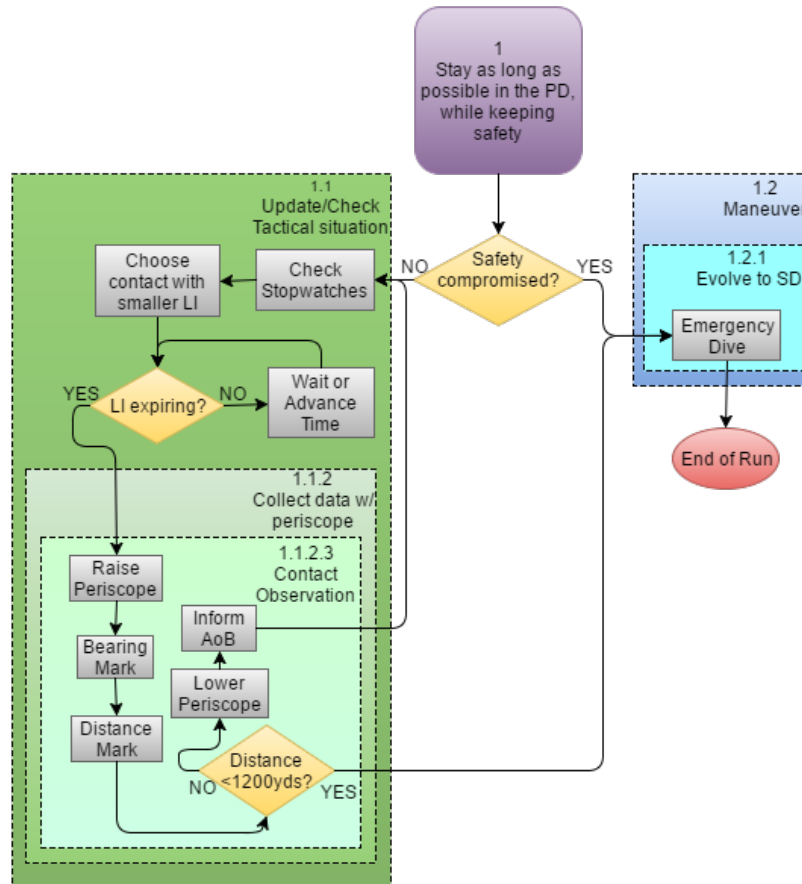 1
Stay as long as
possible in the PD,
while keeping
safety
1.1
Update/Check
Tactical situation
1.2
Maneuver
1.2.1
Evolve to SD
Choose
contact with
smaller LI
Check
Stopwatches
NO
Safety
compromised?
YES
Emergency
Dive
YES
LI expiring?
NO
Wait or
Advance
Time
End of Run
1.1.2
Collect data w/
periscope
1.1.2.3
Contact
Observation
Raise
Periscope
Inform
AoB
Bearing
Mark
Lower
Periscope
Distance
Mark
Distance
<1200yds?
NO
YES